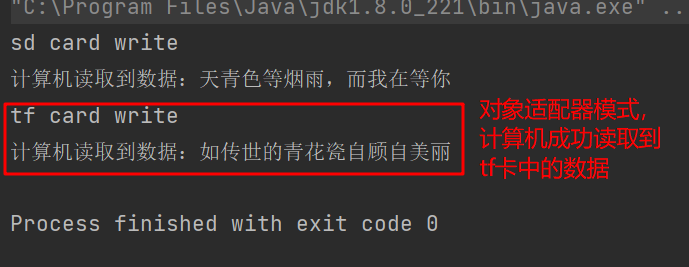 "C:\Program Files\Java\jdk1.8.0_221\bin\java.exe" ..
sd card write
计算机读取到数据：天青色等烟雨，而我在等你
tf card write
计算机读取到数据：如传世的青花瓷自顾自美丽
对象适配器模式，
计算机成功读取到
tf卡中的数据
Process finished with exit code 0